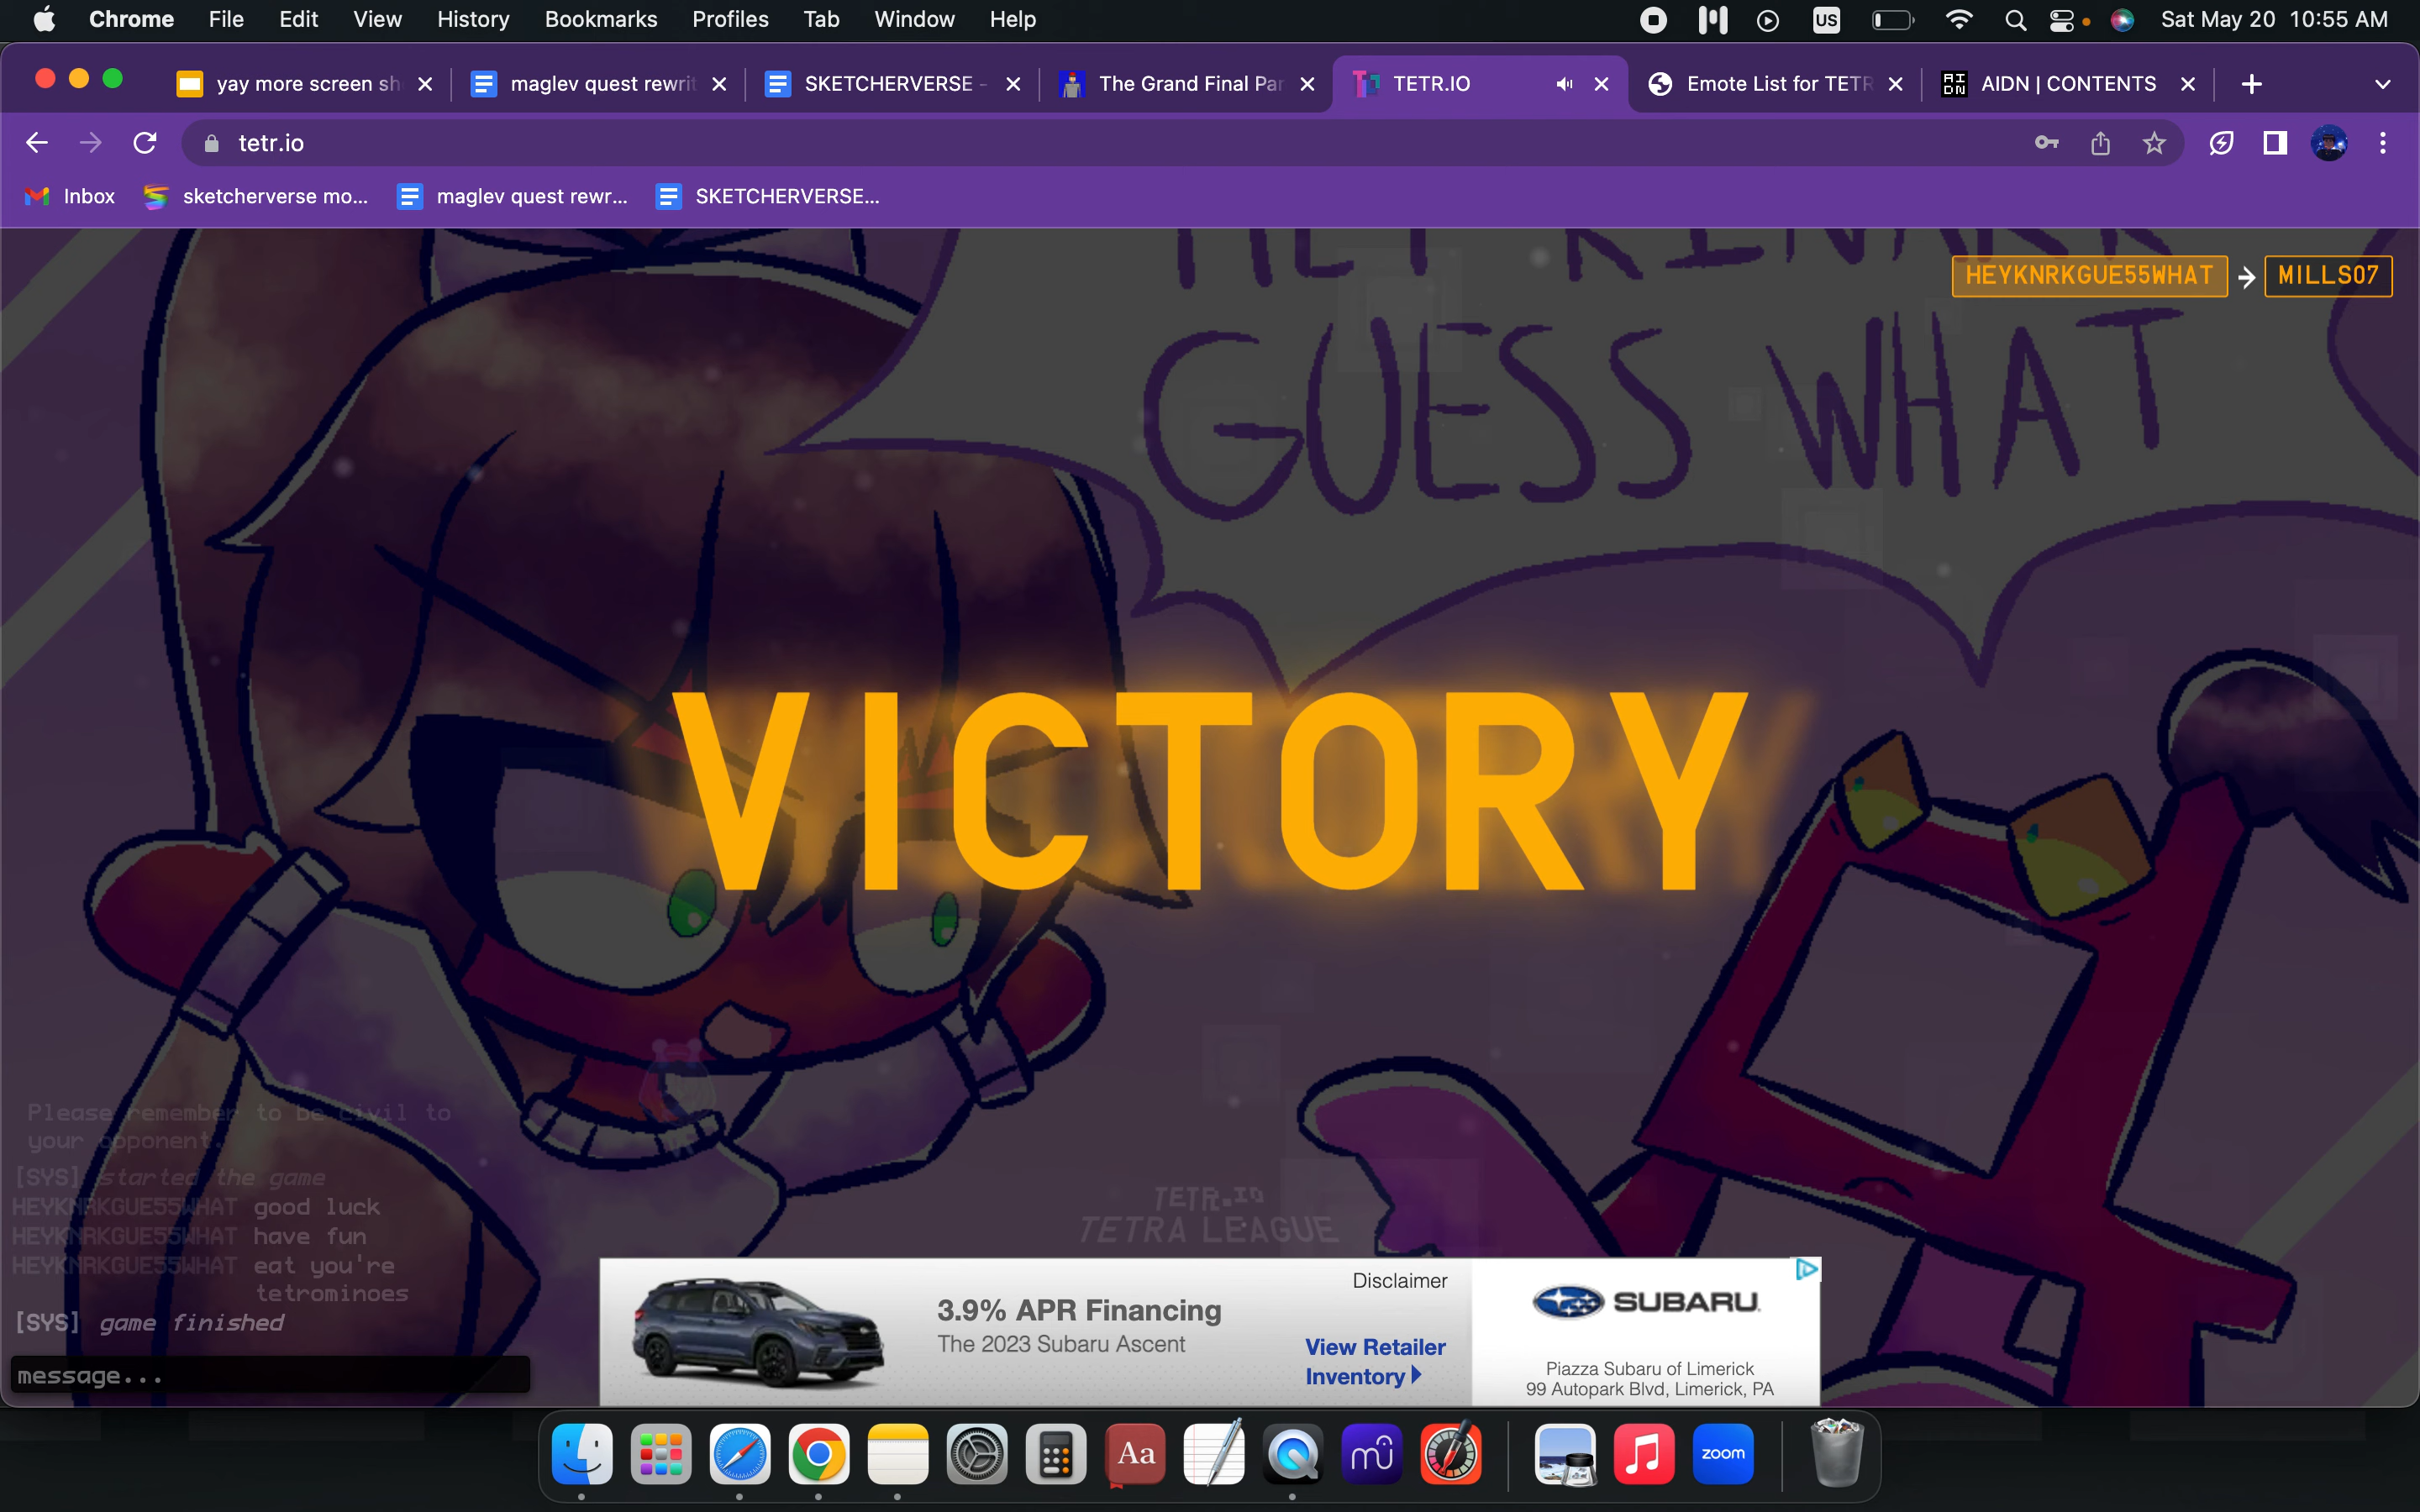 Chrome File Edit View History Bookmarks Profiles Tab Window Help US Sat May 20 10:55 AM
yay more screen sh maglev quest rewrit SKETCHERVERSE - The Grand Final Par TETR.IO Emote List for TETR AIDN | CONTENTS
tetr.io
Inbox sketcherverse mo... maglev quest rewr... SKETCHERVERSE...
HEYKNRKGUE55WHAT → MILLS07
GUESS WHAT
VICTORY
Please remember to be civil to
your opponent.
[SYS] started the game
HEYKNRKGUE55WHAT good luck
HEYKNRKGUE55WHAT have fun
HEYKNRKGUE55WHAT eat you're
tetrominoes
[SYS] game finished
message...
TETR.IO
TETRA LEAGUE
Disclaimer
3.9% APR Financing
The 2023 Subaru Ascent
View Retailer
Inventory
SUBARU
Piazza Subaru of Limerick
99 Autopark Blvd, Limerick, PA
AIDN
Aa
zoom